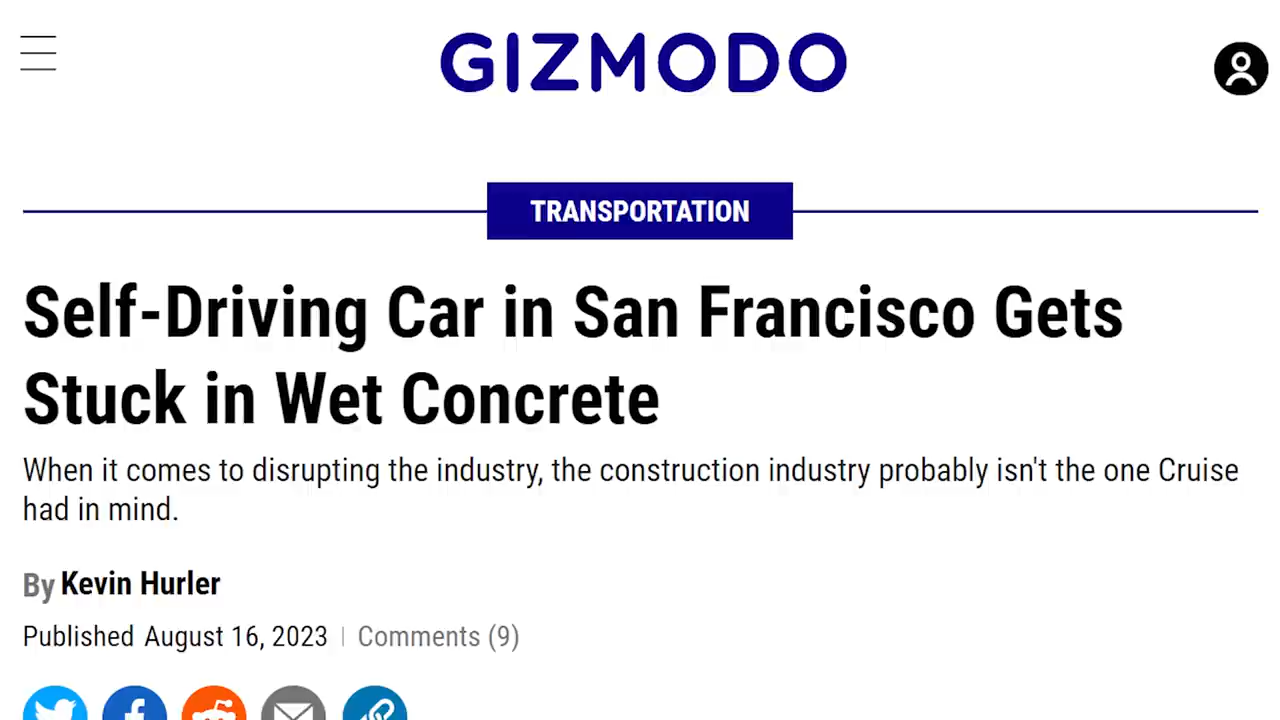 GIZMODO
TRANSPORTATION
Self-Driving Car in San Francisco Gets
Stuck in Wet Concrete
When it comes to disrupting the industry, the construction industry probably isn't the one Cruise
had in mind.
By Kevin Hurler
Published August 16, 2023 | Comments (9)